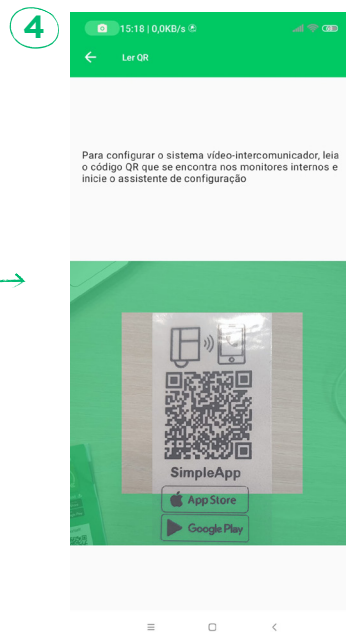 4
15:18 | 0,0KB/s
Ler QR
Para configurar o sistema vídeo-intercomunicador, leia
o código QR que se encontra nos monitores internos e
inicie o assistente de configuração
SimpleApp
App Store
Google Play